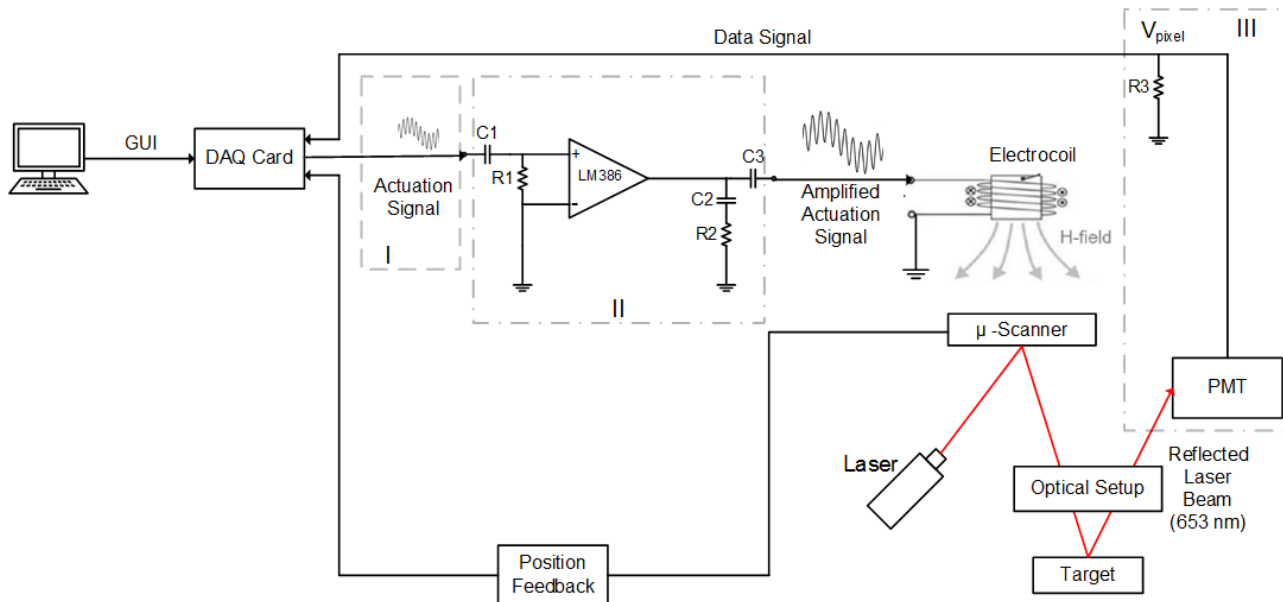 Data Signal
V pixel
III
R3
GUI
DAQ Card
C1
R1
+
-
LM386
C3
C2
R2
Electrocoil
Actuation
Signal
I
Amplified
Actuation
Signal
H-field
II
μ -Scanner
PMT
Laser
Optical Setup
Reflected
Laser
Beam
(653 nm)
Position
Feedback
Target